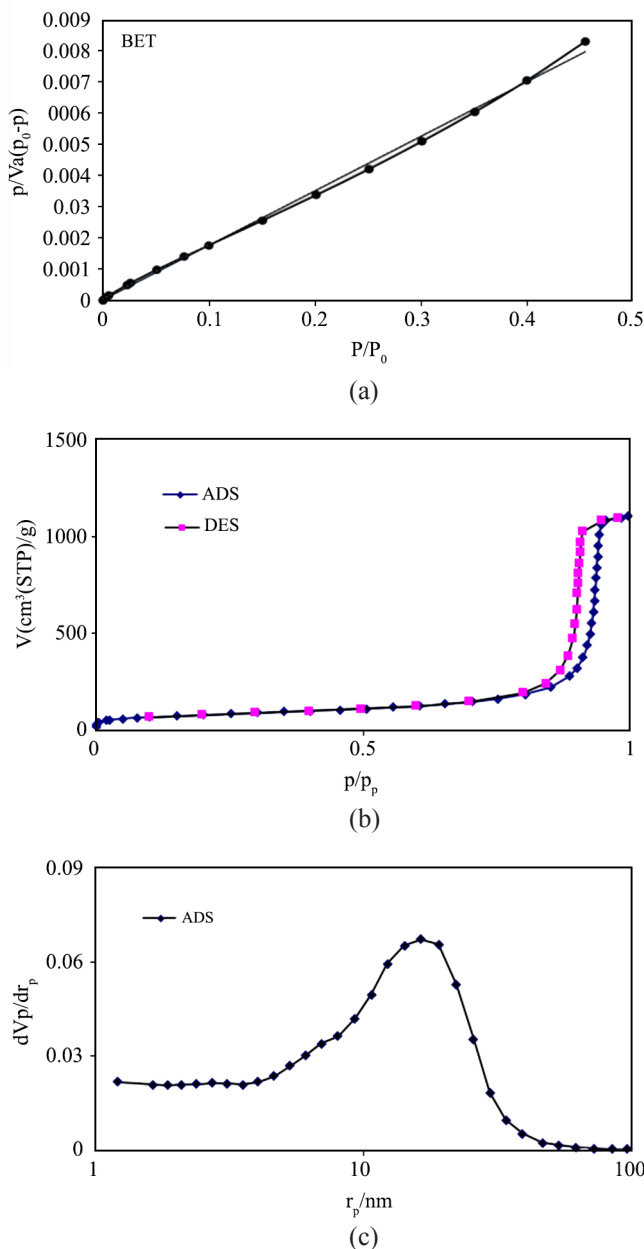 0.009
BET
0.008
0.007
006
0.005
0.004
0.03
0.002
0.001
0
p/Va(p₀-p)
0 0.1 0.2 0.3 0.4 0.5
P/P₀
(a)
1500
ADS
DES
1000
500
0
V(cm³(STP)/g)
0 0.5 1
p/pₚ
(b)
0.09
ADS
0.06
0.03
0
dVp/drₚ
1 10 100
rₚ/nm
(c)